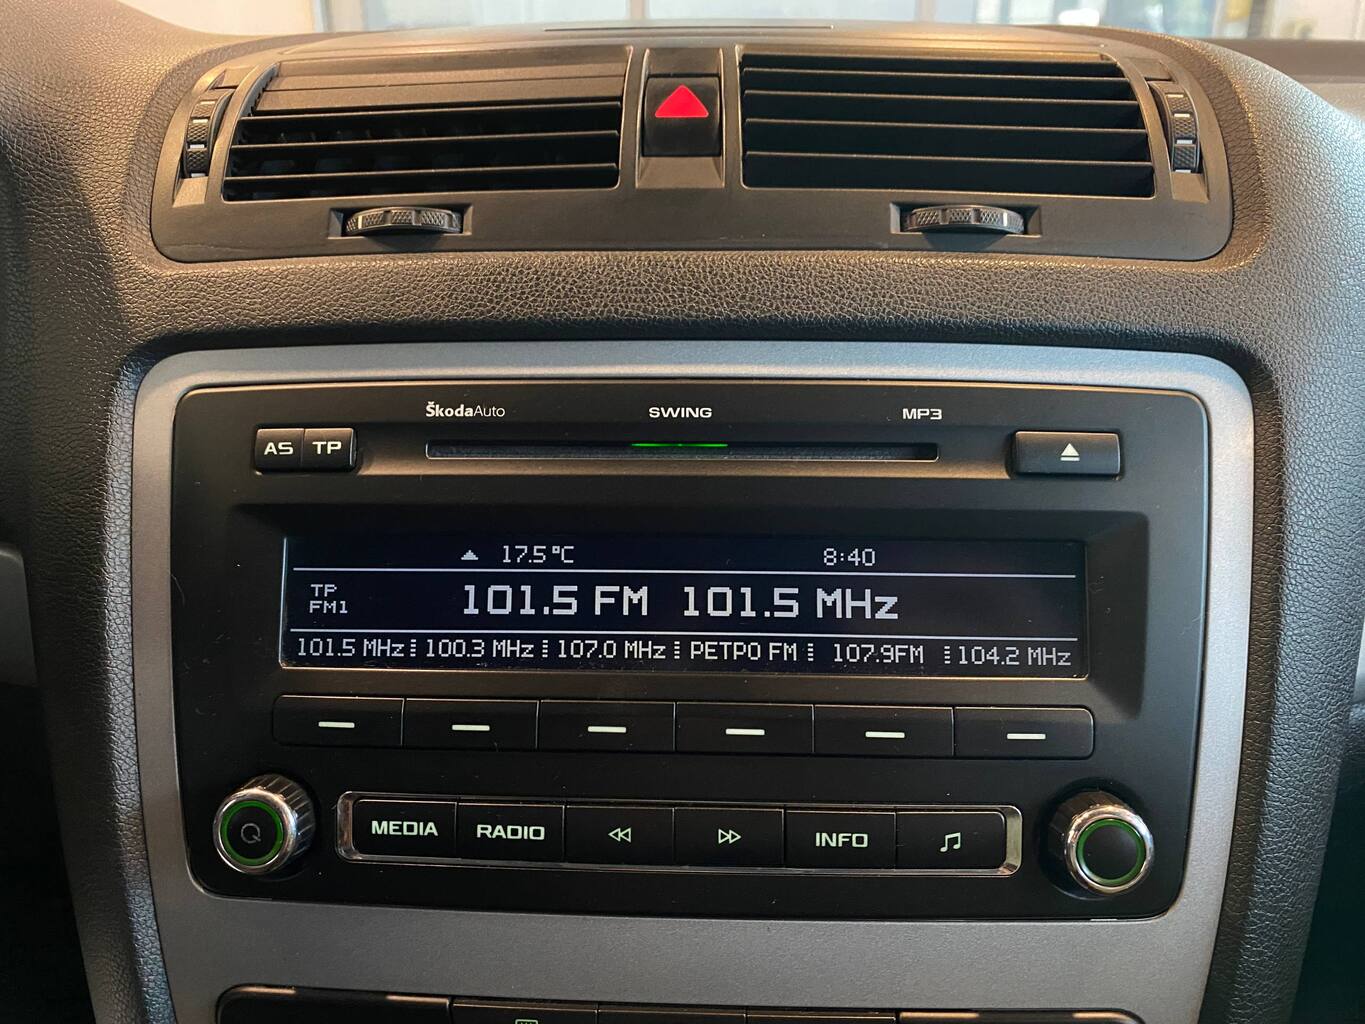 ŠkodaAuto SWING MP3
AS TP
17.5°C 8:40
TP
FM1
101.5 FM 101.5 MHz
101.5 MHz 100.3 MHz 107.0 MHz РЕТРО FM 107.9FM 104.2 MHz
MEDIA RADIO INFO